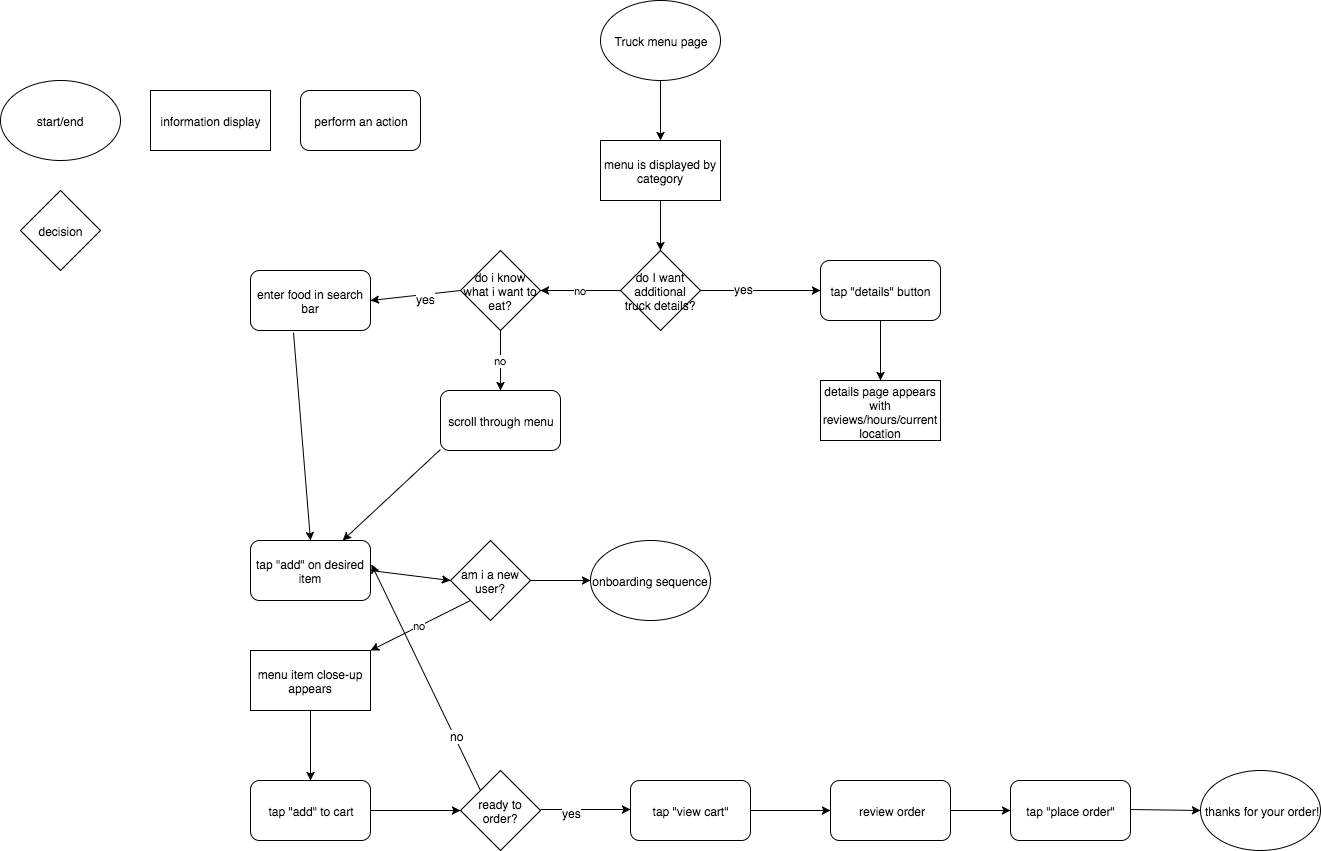 Truck menu page
start/end
information display
perform an action
menu is displayed by
category
decision
do i know
what i want to
eat?
do I want
additional
truck details?
no
yes
tap "details" button
enter food in search
bar
yes
no
details page appears
with
reviews/hours/current
location
scroll through menu
tap "add" on desired
item
am i a new
user?
onboarding sequence
no
menu item close-up
appears
no
tap "add" to cart
ready to
order?
yes
tap "view cart"
review order
tap "place order"
thanks for your order!